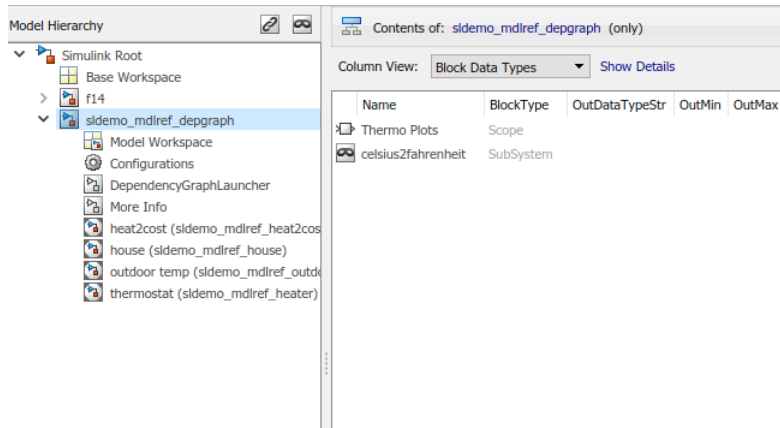 Model Hierarchy
Simulink Root
Base Workspace
f14
sldemo_mdlref_depgraph
Model Workspace
Configurations
DependencyGraphLauncher
More Info
heat2cost (sldemo_mdlref_heat2cos
house (sldemo_mdlref_house)
outdoor temp (sldemo_mdlref_outdo
thermostat (sldemo_mdlref_heater)
Contents of: sldemo_mdlref_depgraph (only)
Column View: Block Data Types Show Details
Name BlockType OutDataTypeStr OutMin OutMax
Thermo Plots Scope
celsius2fahrenheit SubSystem